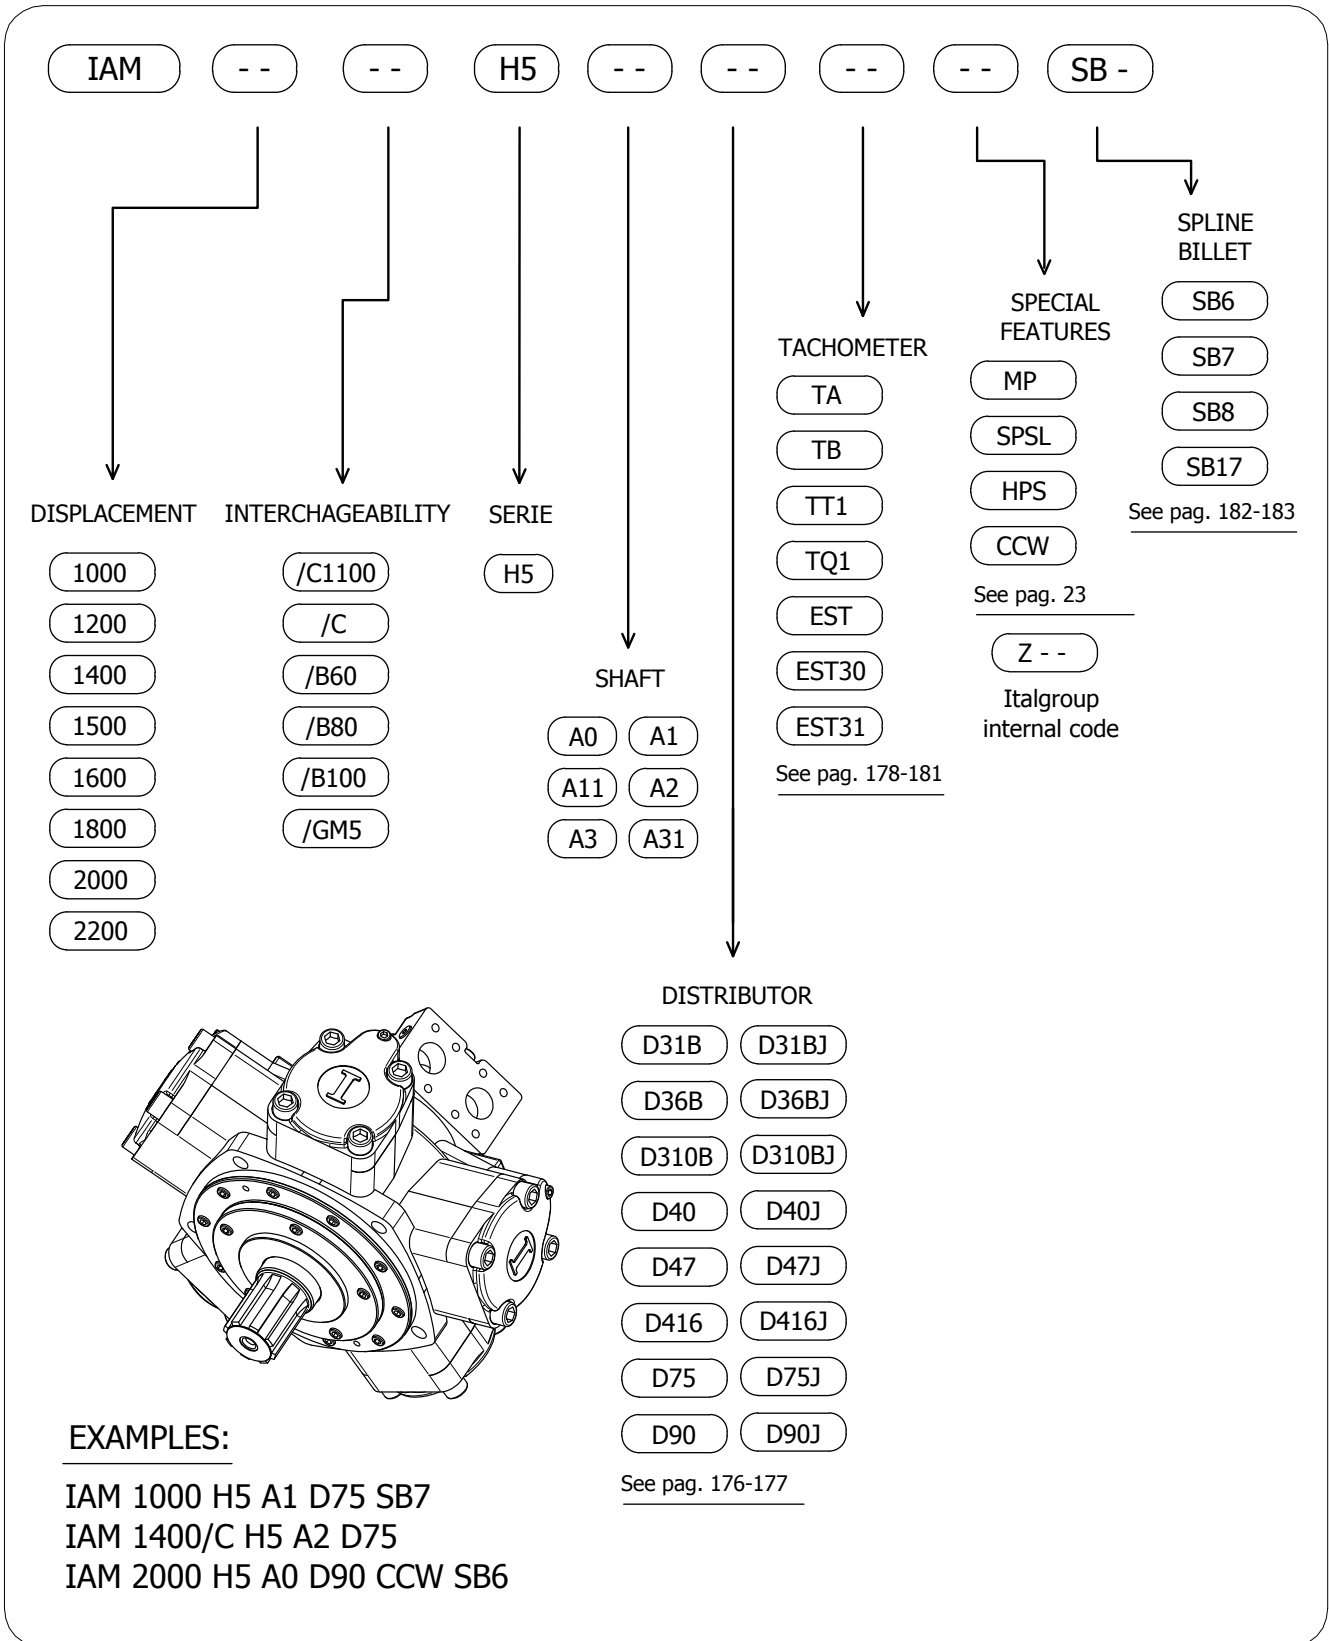 IAM - - - - H5 - - - - - - - - SB -
SPLINE
BILLET
SB6
SB7
SB8
SB17
See pag. 182-183
SPECIAL
FEATURES
MP
SPSL
HPS
CCW
See pag. 23
Z - -
Italgroup
internal code
TACHOMETER
TA
TB
TT1
TQ1
EST
EST30
EST31
See pag. 178-181
DISPLACEMENT
1000
1200
1400
1500
1600
1800
2000
2200
INTERCHAGEABILITY
/C1100
/C
/B60
/B80
/B100
/GM5
SERIE
H5
SHAFT
A0 A1
A11 A2
A3 A31
DISTRIBUTOR
D31B D31BJ
D36B D36BJ
D310B D310BJ
D40 D40J
D47 D47J
D416 D416J
D75 D75J
D90 D90J
See pag. 176-177
I
I
EXAMPLES:
IAM 1000 H5 A1 D75 SB7
IAM 1400/C H5 A2 D75
IAM 2000 H5 A0 D90 CCW SB6